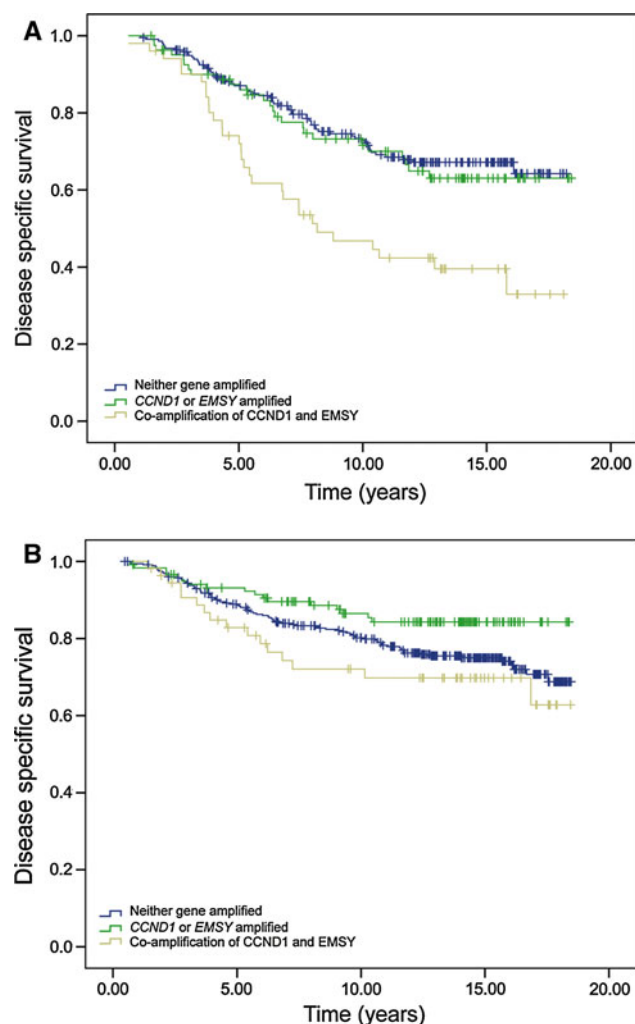 A
Disease specific survival
1.0
0.8
0.6
0.4
0.2
0.0
Neither gene amplified
CCND1 or EMSY amplified
Co-amplification of CCND1 and EMSY
0.00 5.00 10.00 15.00 20.00
Time (years)
B
Disease specific survival
1.0
0.8
0.6
0.4
0.2
0.0
Neither gene amplified
CCND1 or EMSY amplified
Co-amplification of CCND1 and EMSY
0.00 5.00 10.00 15.00 20.00
Time (years)